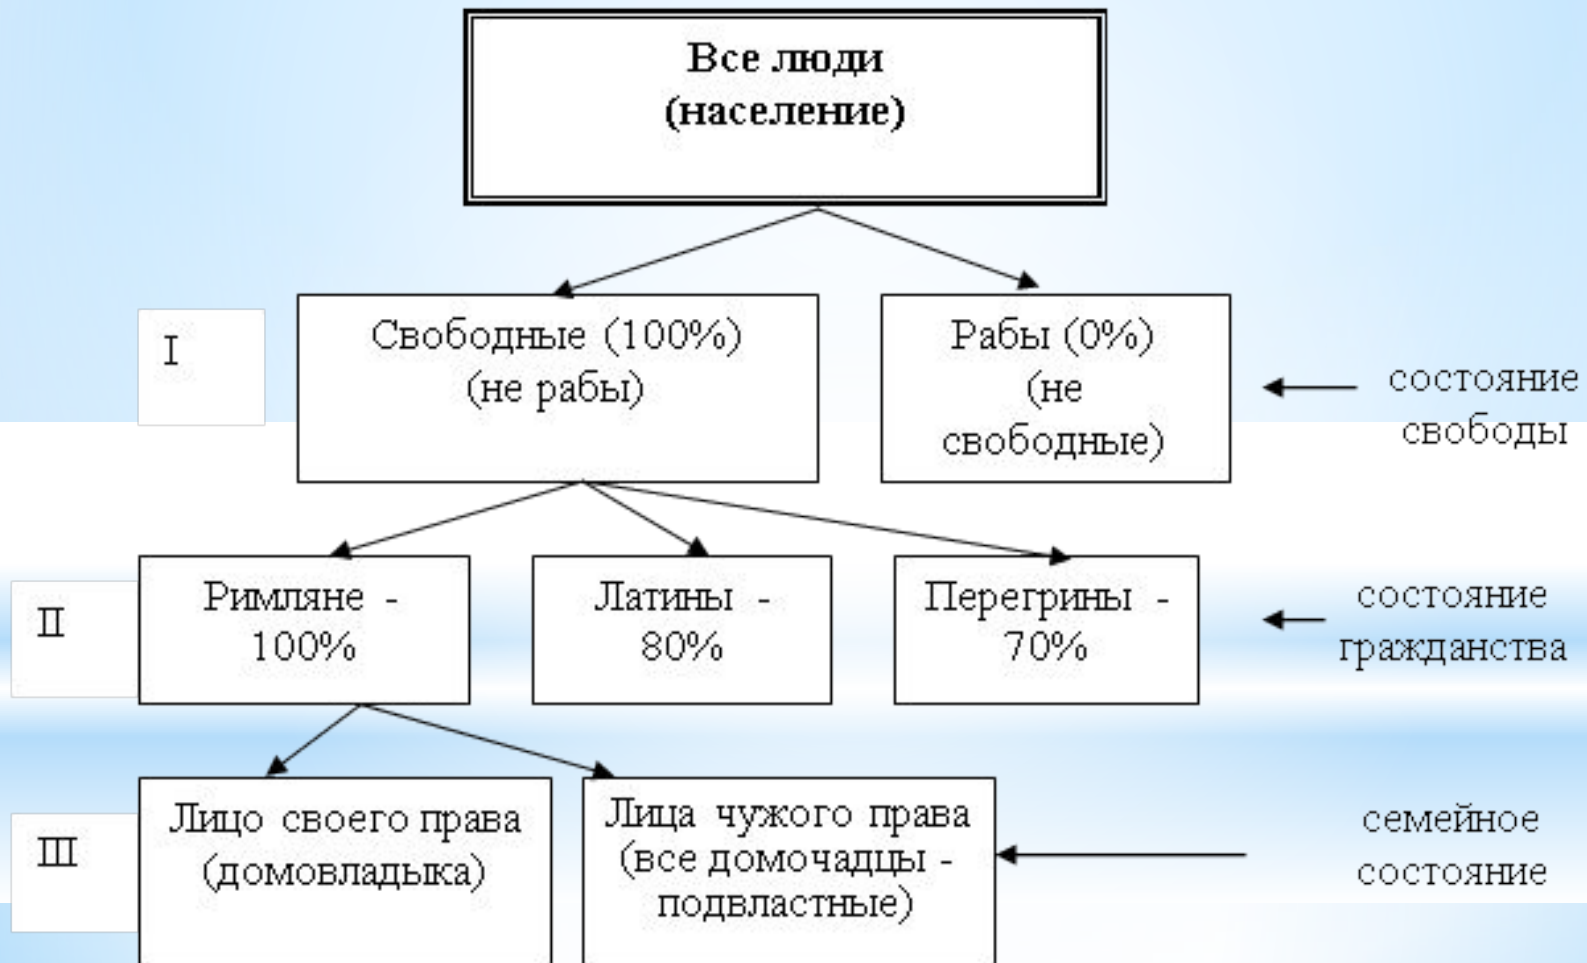 Все люди
(население)
I
Свободные (100%)
(не рабы)
Рабы (0%)
(не
свободные)
состояние
свободы
II
Римляне -
100%
Латины -
80%
Перегрины -
70%
состояние
гражданства
III
Лицо своего права
(домовладыка)
Лица чужого права
(все домочадцы -
подвластные)
семейное
состояние